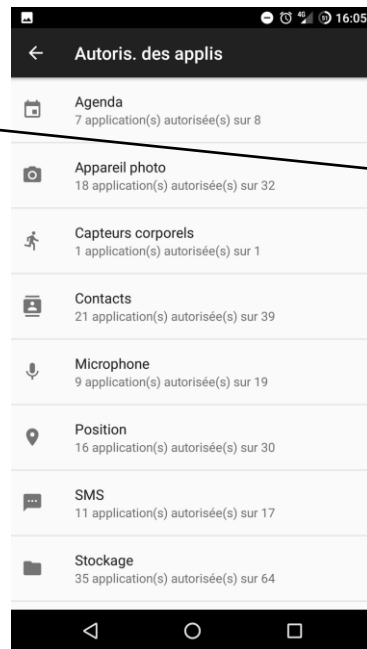 4G 16:05
Autoris. des applis
Agenda
7 application(s) autorisée(s) sur 8
Appareil photo
18 application(s) autorisée(s) sur 32
Capteurs corporels
1 application(s) autorisée(s) sur 1
Contacts
21 application(s) autorisée(s) sur 39
Microphone
9 application(s) autorisée(s) sur 19
Position
16 application(s) autorisée(s) sur 30
SMS
11 application(s) autorisée(s) sur 17
Stockage
35 application(s) autorisée(s) sur 64